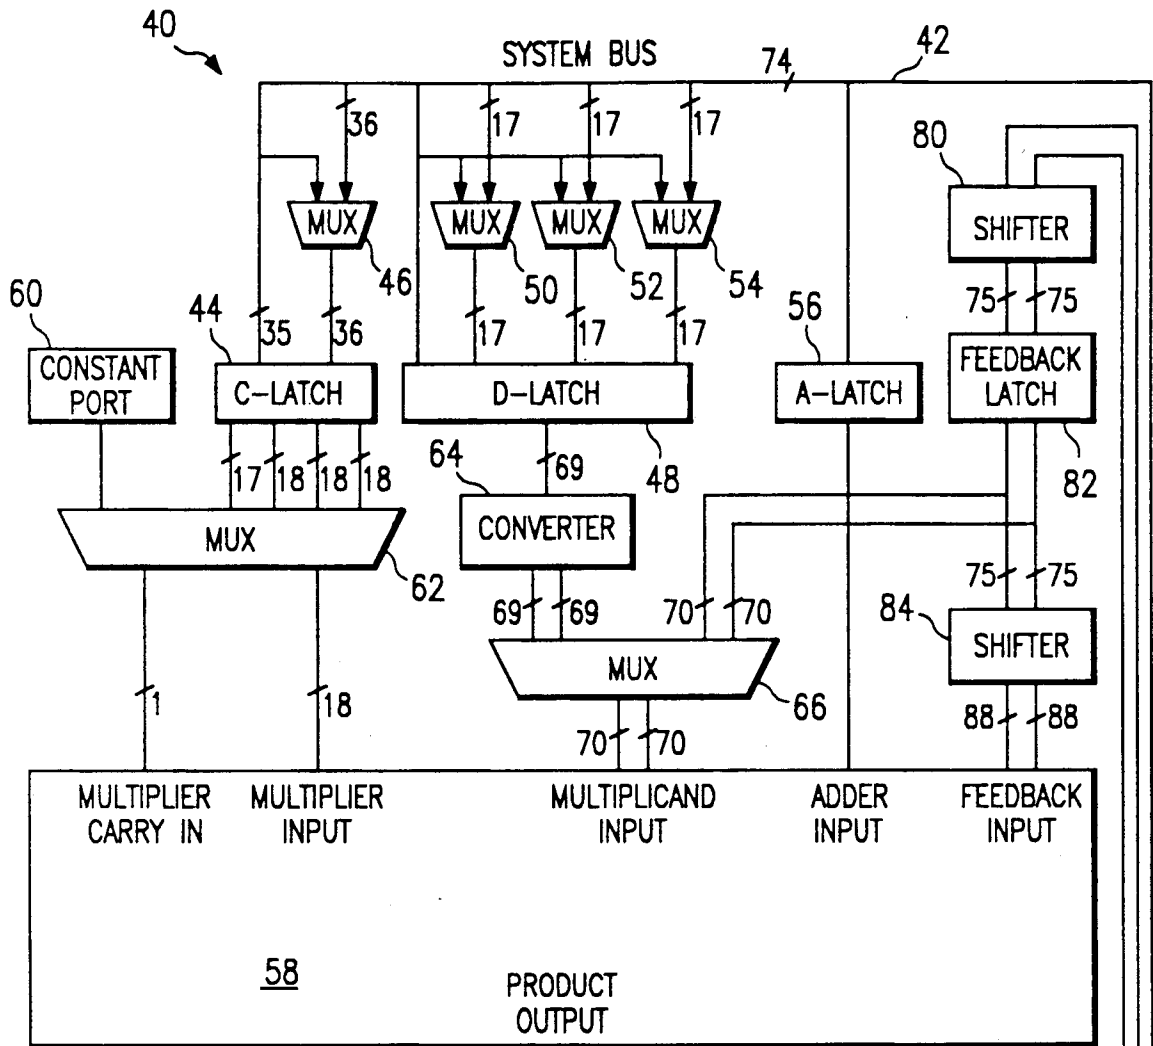 40
SYSTEM BUS
74
42
36
17
17
17
80
MUX
MUX
MUX
MUX
SHIFTER
46
50
52
54
60
44
35
36
17
17
17
56
75
75
CONSTANT
PORT
C-LATCH
D-LATCH
A-LATCH
FEEDBACK
LATCH
17
18
18
18
64
69
48
82
MUX
CONVERTER
62
69
69
70
70
75
75
84
SHIFTER
MUX
66
1
18
70
70
88
88
MULTIPLIER
CARRY IN
MULTIPLIER
INPUT
MULTIPLICAND
INPUT
ADDER
INPUT
FEEDBACK
INPUT
58
PRODUCT
OUTPUT